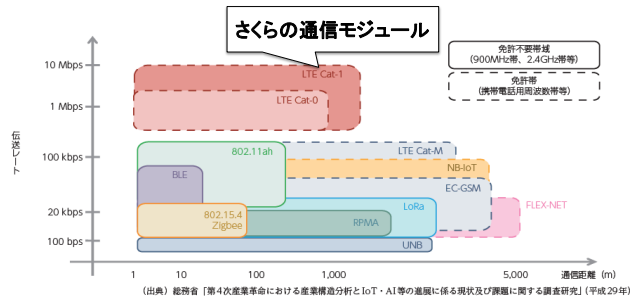 さくらの通信モジュール
免許不要帯域
(900MHz帯、2.4GHz帯等)
免許帯
(携帯電話用周波数帯等)
伝送レート
10 Mbps
1 Mbps
100 kbps
20 kbps
100 bps
LTE Cat-1
LTE Cat-0
802.11ah
LTE Cat-M
NB-IoT
BLE
EC-GSM
FLEX-NET
LoRa
802.15.4
Zigbee
RPMA
UNB
1 10 100 1,000 5,000 通信距離 (m)
(出典) 総務省「第4次産業革命における産業構造分析とIoT・AI等の進展に係る現状及び課題に関する調査研究」(平成29年)